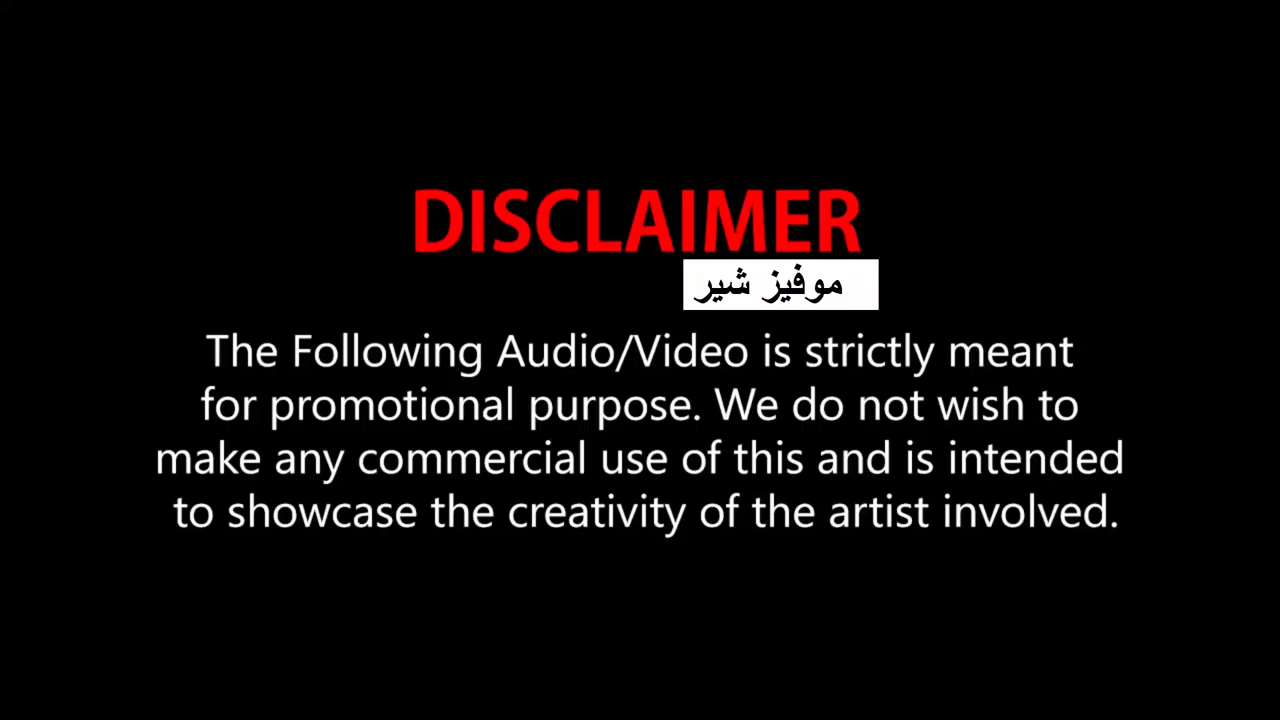 DISCLAIMER
موفيز شير
The Following Audio/Video is strictly meant
for promotional purpose. We do not wish to
make any commercial use of this and is intended
to showcase the creativity of the artist involved.